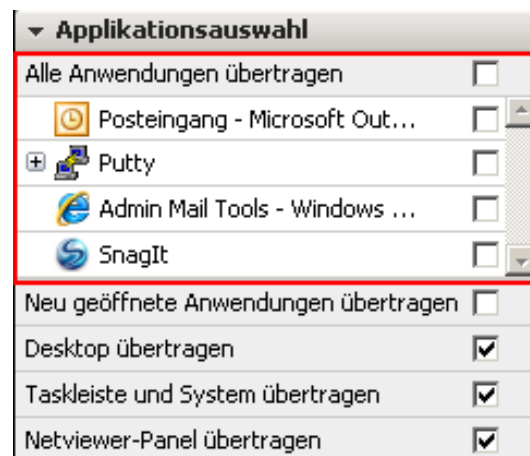 Applikationsauswahl
Alle Anwendungen übertragen
Posteingang - Microsoft Out...
Putty
Admin Mail Tools - Windows ...
SnagIt
Neu geöffnete Anwendungen übertragen
Desktop übertragen
Taskleiste und System übertragen
Netviewer-Panel übertragen